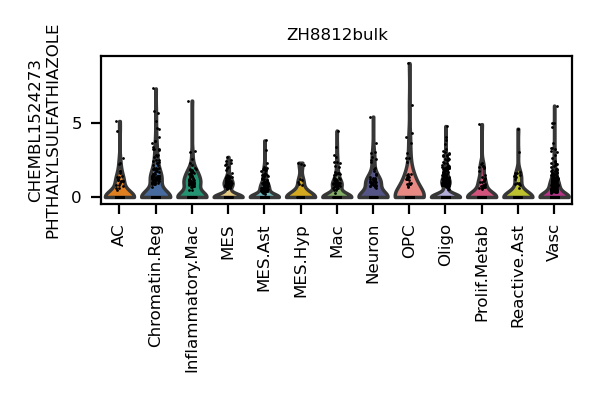 ZH8812bulk
CHEMBL1524273
PHTHALYLSULFATHIAZOLE
5
0
AC
Chromatin.Reg
Inflammatory.Mac
MES
MES.Ast
MES.Hyp
Mac
Neuron
OPC
Oligo
Prolif.Metab
Reactive.Ast
Vasc